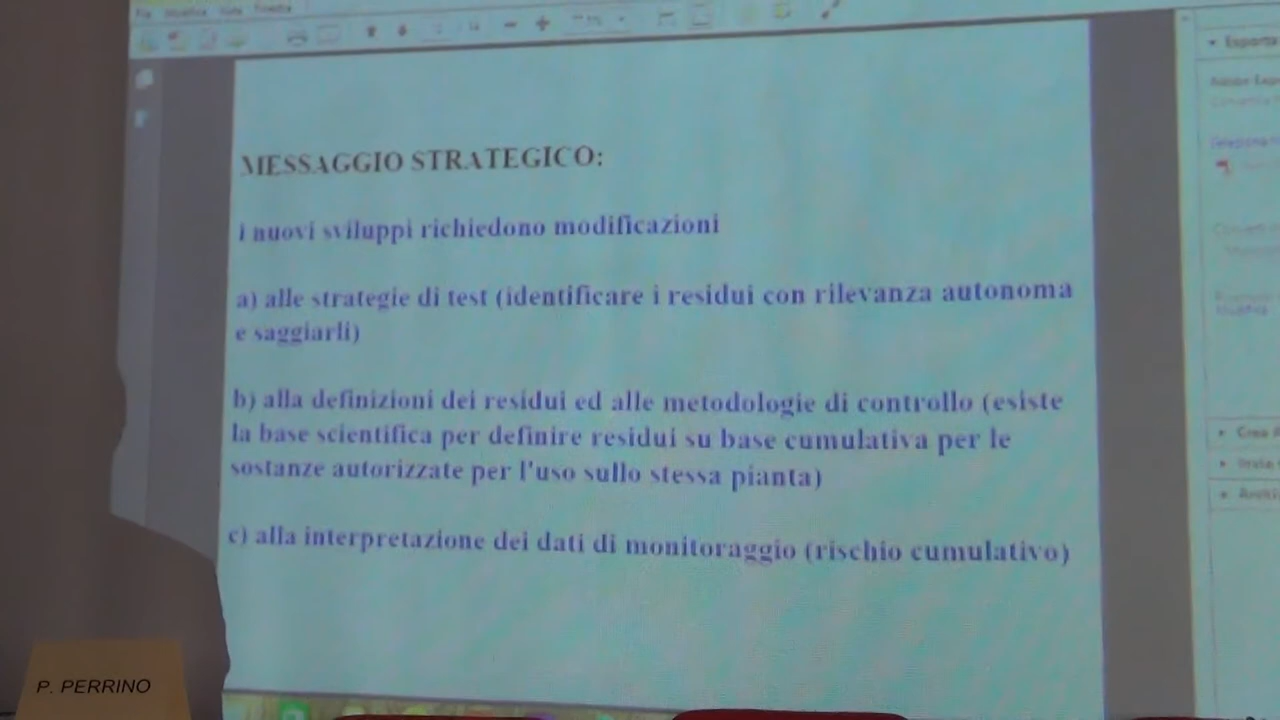 MESSAGGIO STRATEGICO:
i nuovi sviluppi richiedono modificazioni
a) alle strategie di test (identificare i residui con rilevanza autonoma
e saggiarli)
b) alla definizioni dei residui ed alle metodologie di controllo (esiste
la base scientifica per definire residui su base cumulativa per le
sostanze autorizzate per l'uso sullo stessa pianta)
c) alla interpretazione dei dati di monitoraggio (rischio cumulativo)
P. PERRINO